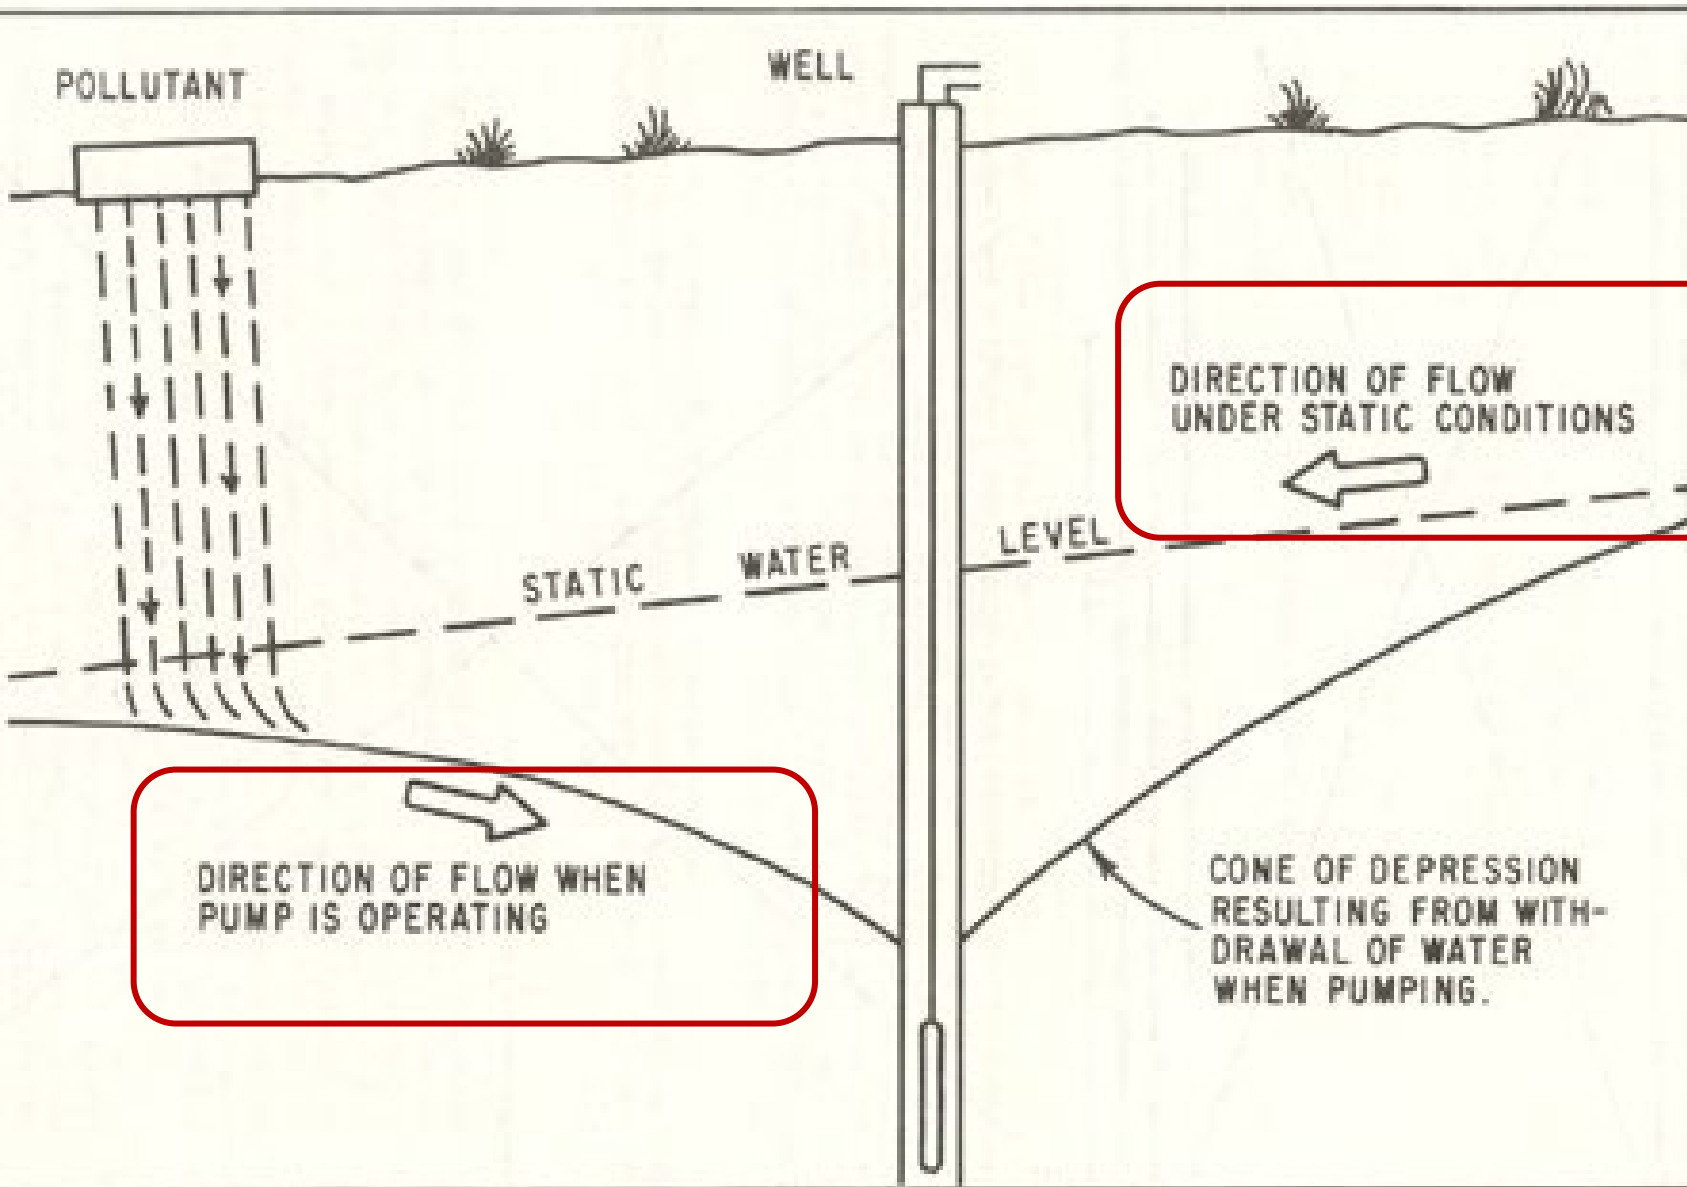 POLLUTANT
WELL
DIRECTION OF FLOW
UNDER STATIC CONDITIONS
STATIC WATER LEVEL
DIRECTION OF FLOW WHEN
PUMP IS OPERATING
CONE OF DEPRESSION
RESULTING FROM WITH-
DRAWAL OF WATER
WHEN PUMPING.